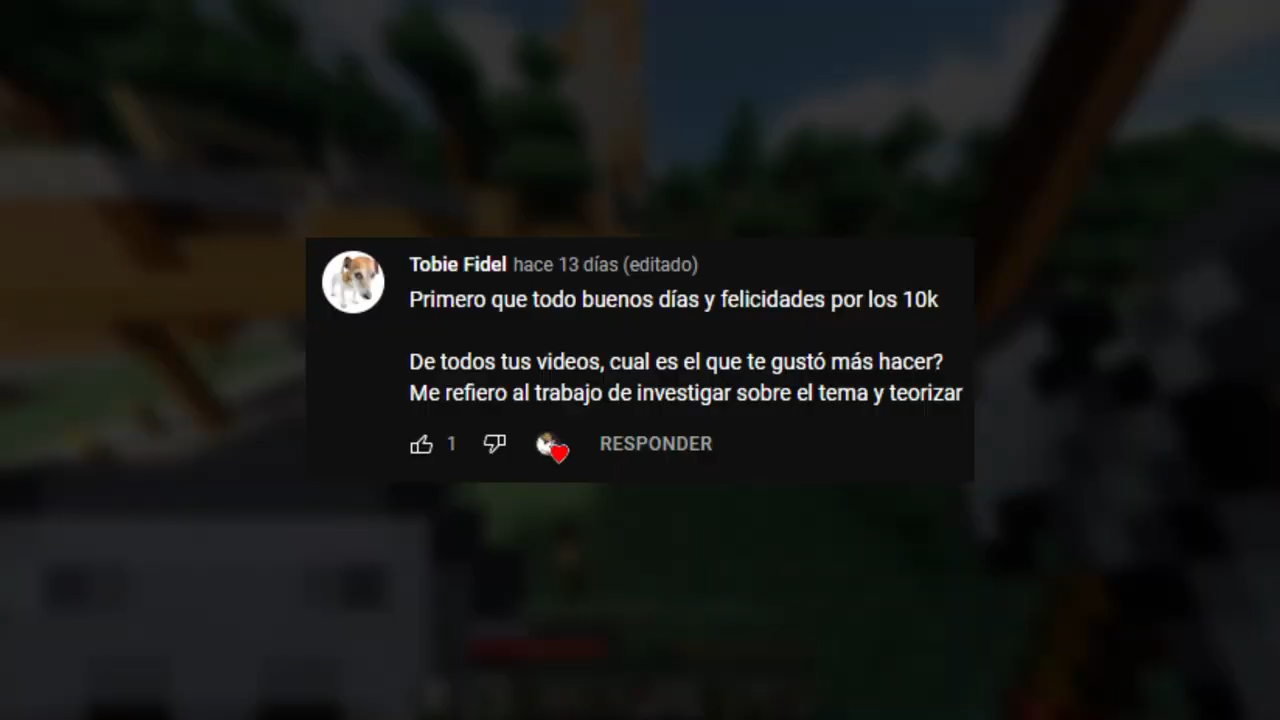 Tobie Fidel hace 13 días (editado)
Primero que todo buenos días y felicidades por los 10k
De todos tus videos, cual es el que te gustó más hacer?
Me refiero al trabajo de investigar sobre el tema y teorizar
1 RESPONDER